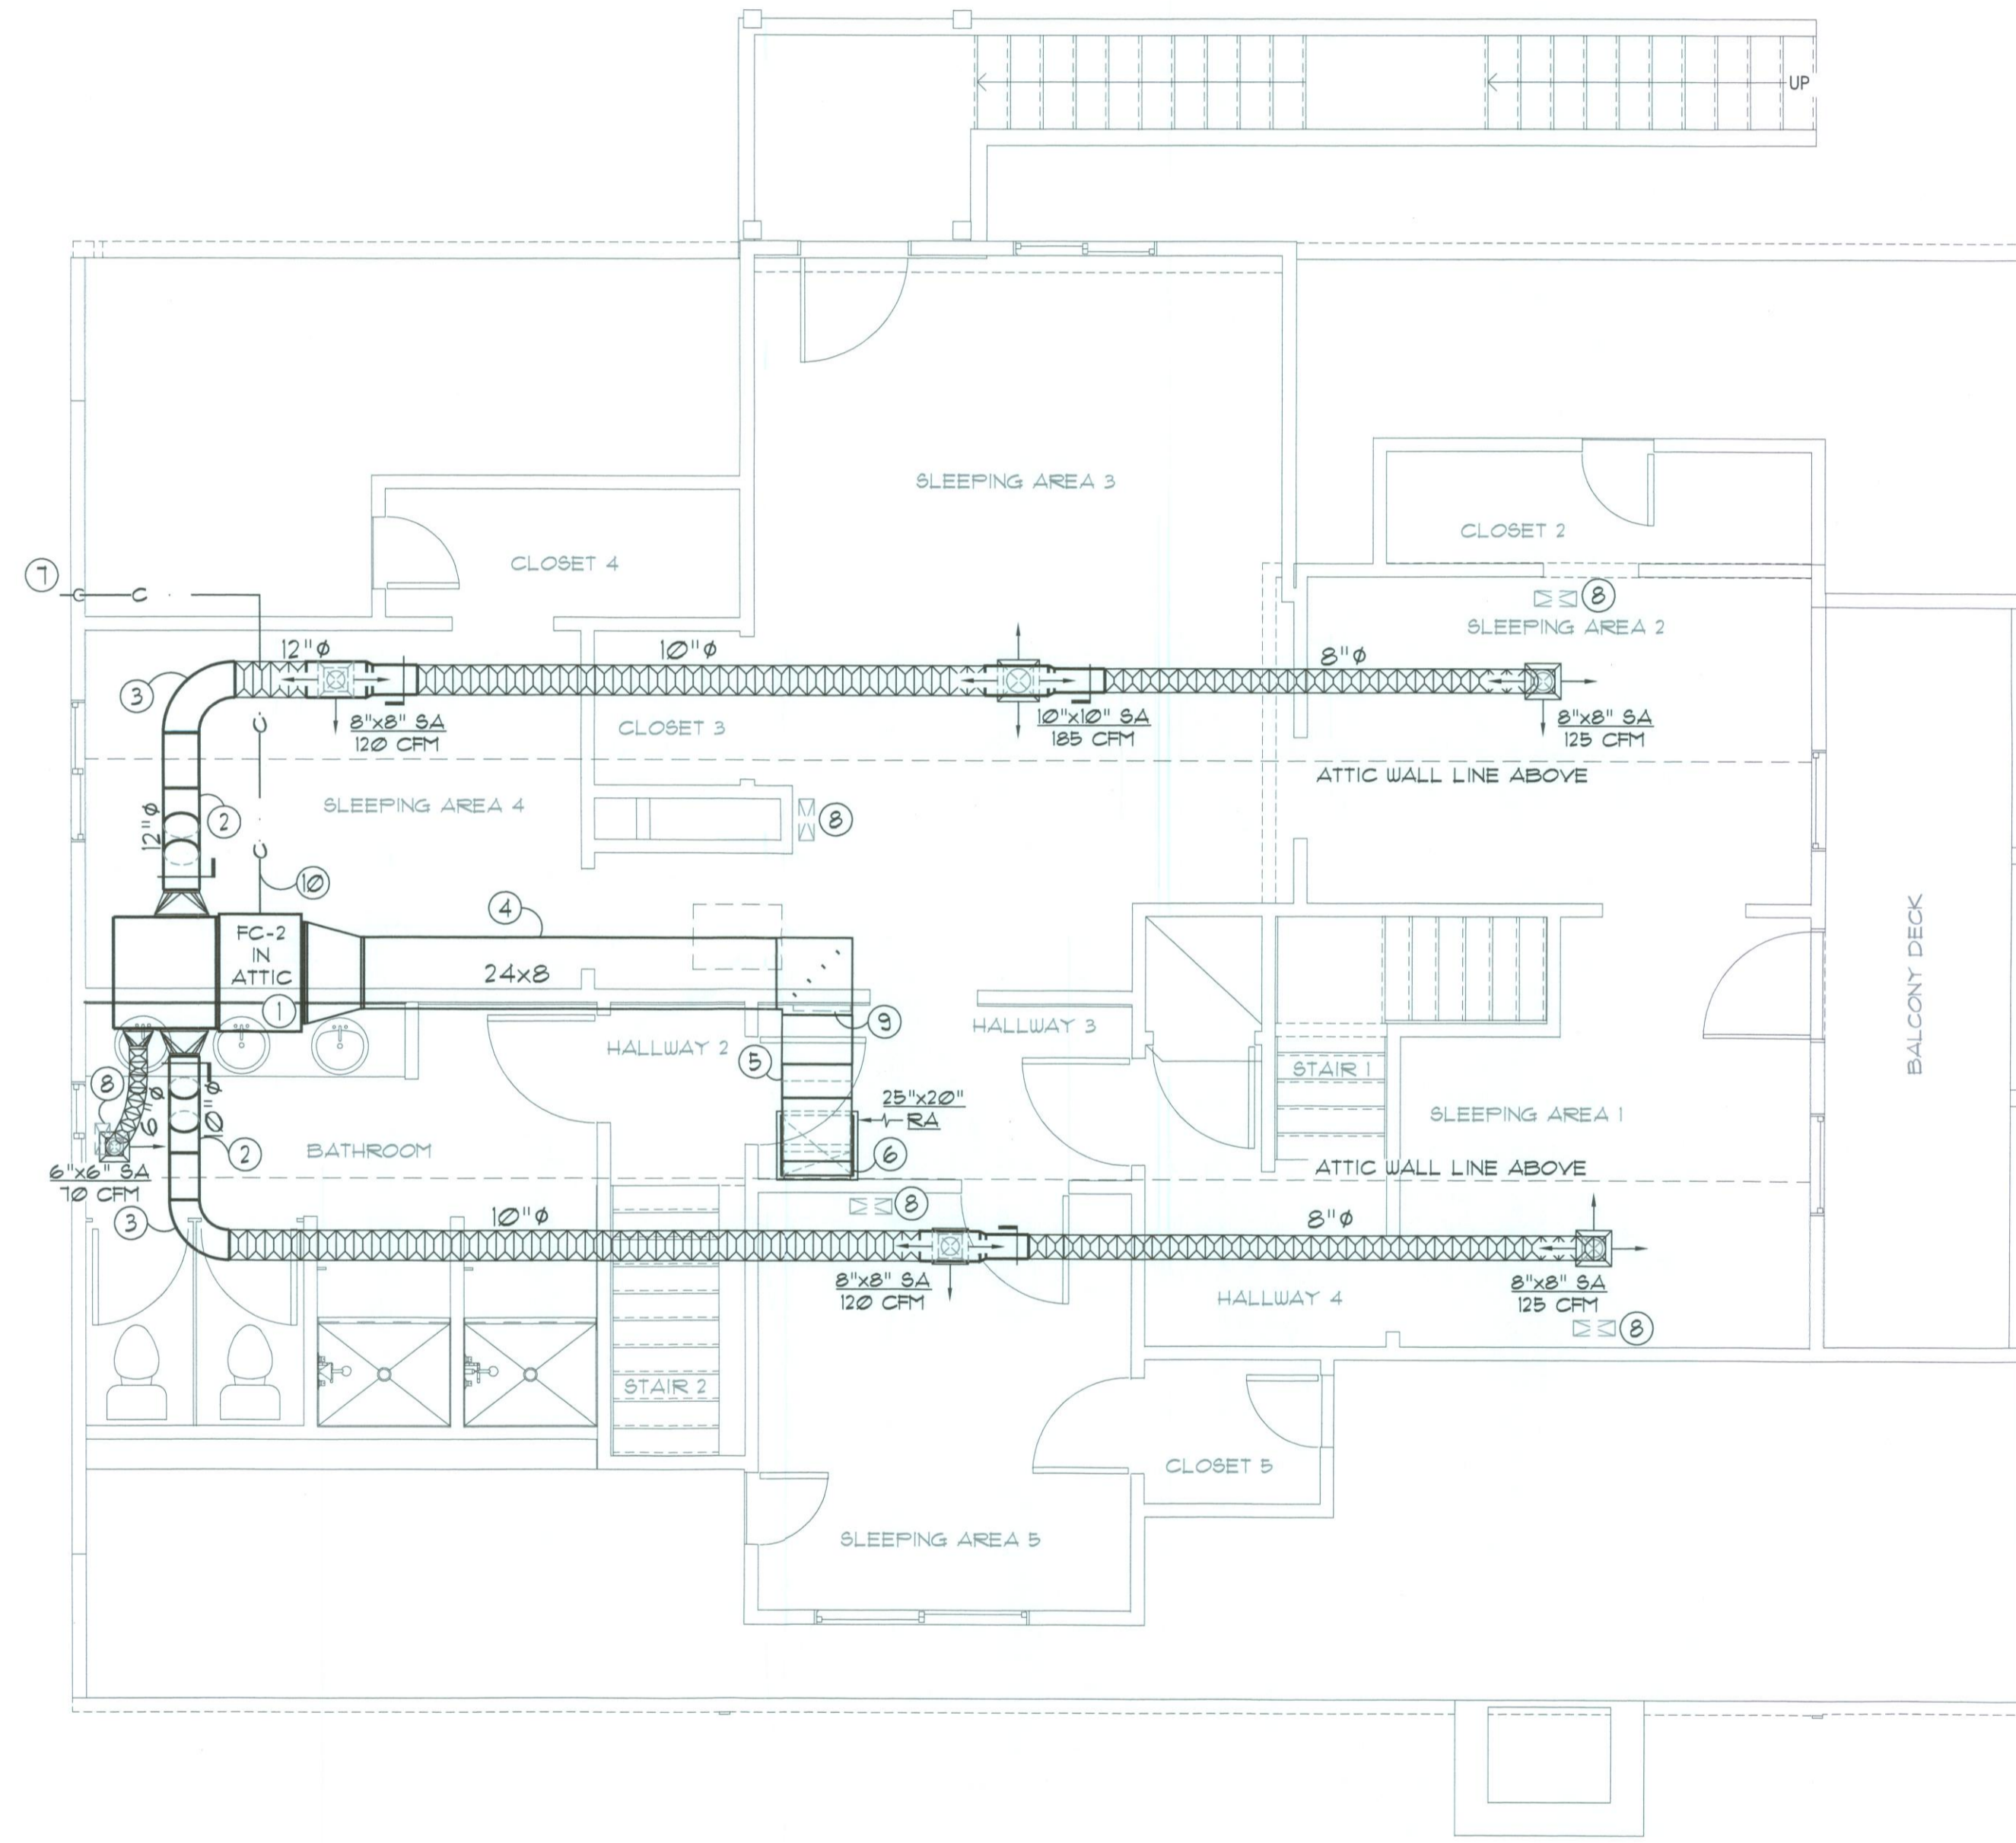 UP
SLEEPING AREA 3
CLOSET 2
CLOSET 4
7
C
C
8
SLEEPING AREA 2
12"ø
10"ø
8"ø
3
8"x8" SA
120 CFM
CLOSET 3
10"x10" SA
185 CFM
8"x8" SA
125 CFM
ATTIC WALL LINE ABOVE
C
SLEEPING AREA 4
12"ø
2
8
C
10
4
FC-2
IN
ATTIC
24x8
1
9
HALLWAY 3
HALLWAY 2
5
BALCONY DECK
STAIR 1
8
6"ø
10"ø
25"x20"
RA
SLEEPING AREA 1
BATHROOM
2
6
6"x6" SA
70 CFM
ATTIC WALL LINE ABOVE
8
3
10"ø
8"ø
8"x8" SA
120 CFM
8"x8" SA
125 CFM
HALLWAY 4
8
STAIR 2
CLOSET 5
SLEEPING AREA 5